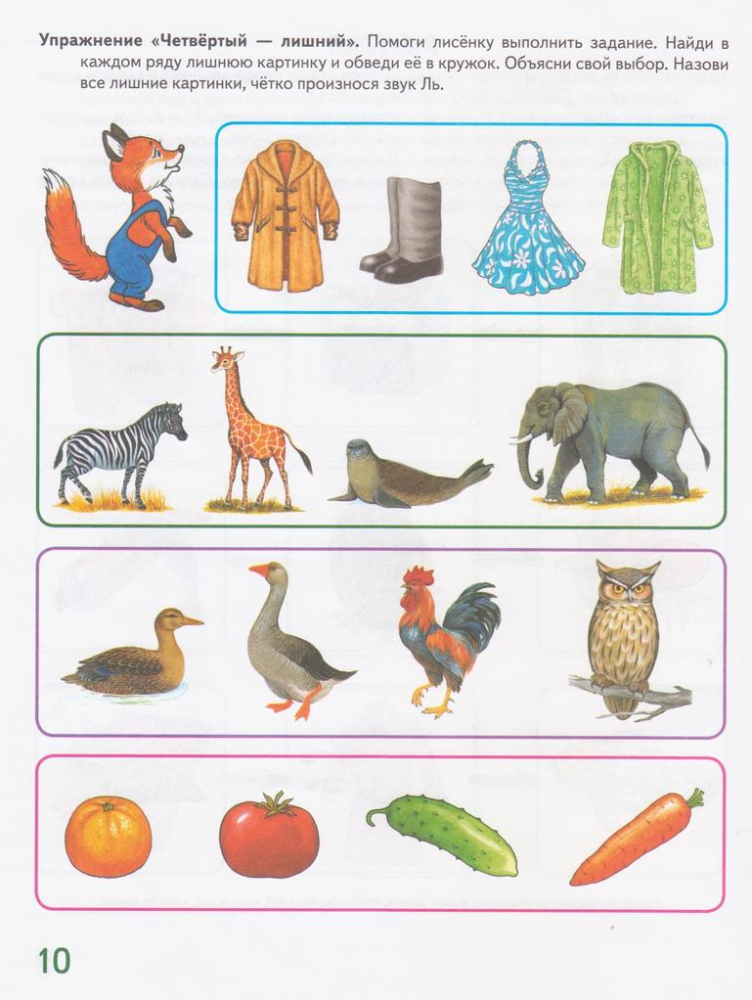 Упражнение «Четвёртый — лишний». Помоги лисёнку выполнить задание. Найди в
каждом ряду лишнюю картинку и обведи её в кружок. Объясни свой выбор. Назови
все лишние картинки, чётко произнося звук Ль.
10